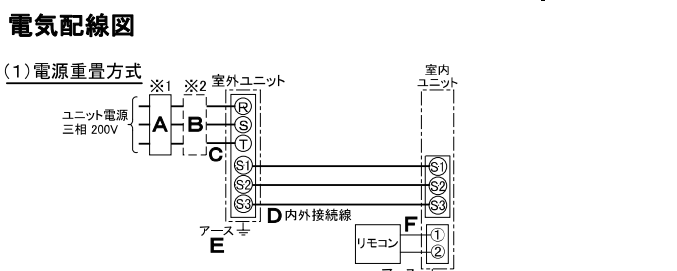 電気配線図
(1)電源重畳方式
※1 ※2 室外ユニット 室内
ユニット
ユニット電源
三相 200V
A B C
R
S
T
S1 S1
S2 S2
S3 S3
D 内外接続線
アース
E
F
リモコン
①
②